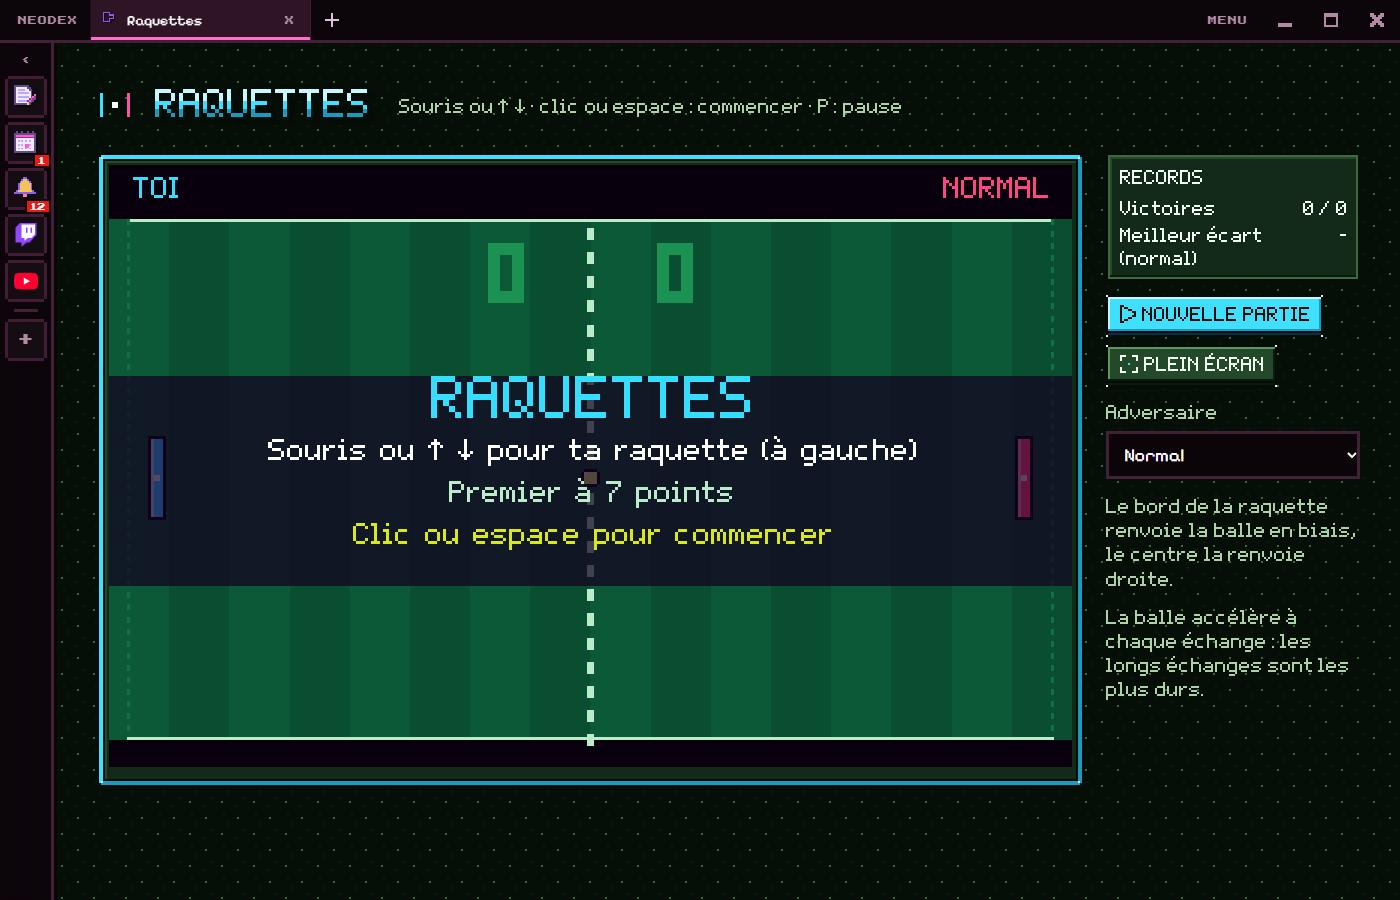 NEODEX
Raquettes
MENU
RAQUETTES
Souris ou ↑ ↓ · clic ou espace : commencer · P : pause
TOI
NORMAL
0
0
RAQUETTES
Souris ou ↑ ↓ pour ta raquette (à gauche)
Premier à 7 points
Clic ou espace pour commencer
RECORDS
Victoires 0 / 0
Meilleur écart -
(normal)
NOUVELLE PARTIE
PLEIN ÉCRAN
Adversaire
Normal
Le bord de la raquette
renvoie la balle en biais,
le centre la renvoie
droite.
La balle accélère à
chaque échange : les
longs échanges sont les
plus durs.
1
12